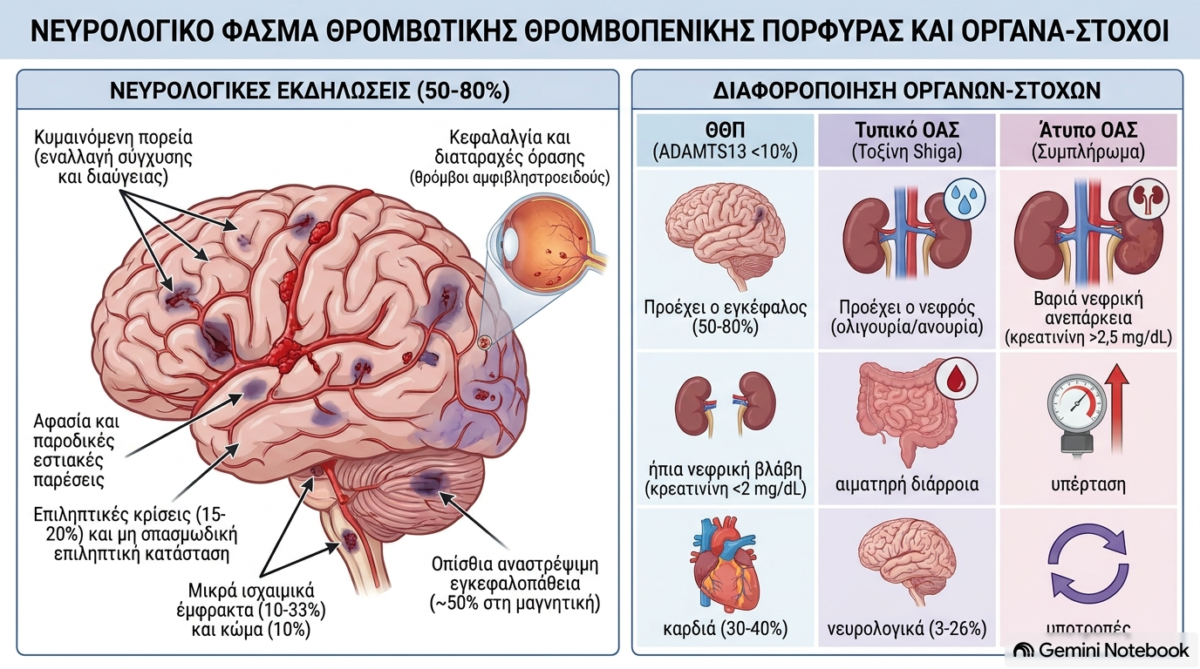 ΝΕΥΡΟΛΟΓΙΚΟ ΦΑΣΜΑ ΘΡΟΜΒΩΤΙΚΗΣ ΘΡΟΜΒΟΠΕΝΙΚΗΣ ΠΟΡΦΥΡΑΣ ΚΑΙ ΟΡΓΑΝΑ-ΣΤΟΧΟΙ
ΝΕΥΡΟΛΟΓΙΚΕΣ ΕΚΔΗΛΩΣΕΙΣ (50-80%)
Κυμαινόμενη πορεία
(εναλλαγή σύγχυσης
και διαύγειας)
Κεφαλαλγία και
διαταραχές όρασης
(θρόμβοι αμφιβληστροειδούς)
Αφασία και
παροδικές
εστιακές
παρέσεις
Επιληπτικές κρίσεις (15-
20%) και μη σπασμωδική
επιληπτική κατάσταση
Μικρά ισχαιμικά
έμφρακτα (10-33%)
και κώμα (10%)
Οπίσθια αναστρέψιμη
εγκεφαλοπάθεια
(~50% στη μαγνητική)
ΔΙΑΦΟΡΟΠΟΙΗΣΗ ΟΡΓΑΝΩΝ-ΣΤΟΧΩΝ
ΘΘΠ
(ADAMTS13 <10%)
Τυπικό ΟΑΣ
(Τοξίνη Shiga)
Άτυπο ΟΑΣ
(Συμπλήρωμα)
Προέχει ο εγκέφαλος
(50-80%)
Προέχει ο νεφρός
(ολιγουρία/ανουρία)
Βαριά νεφρική
ανεπάρκεια
(κρεατινίνη >2,5 mg/dL)
ήπια νεφρική βλάβη
(κρεατινίνη <2 mg/dL)
αιματηρή διάρροια
υπέρταση
καρδιά (30-40%)
νευρολογικά (3-26%)
υποτροπές
Gemini Notebook